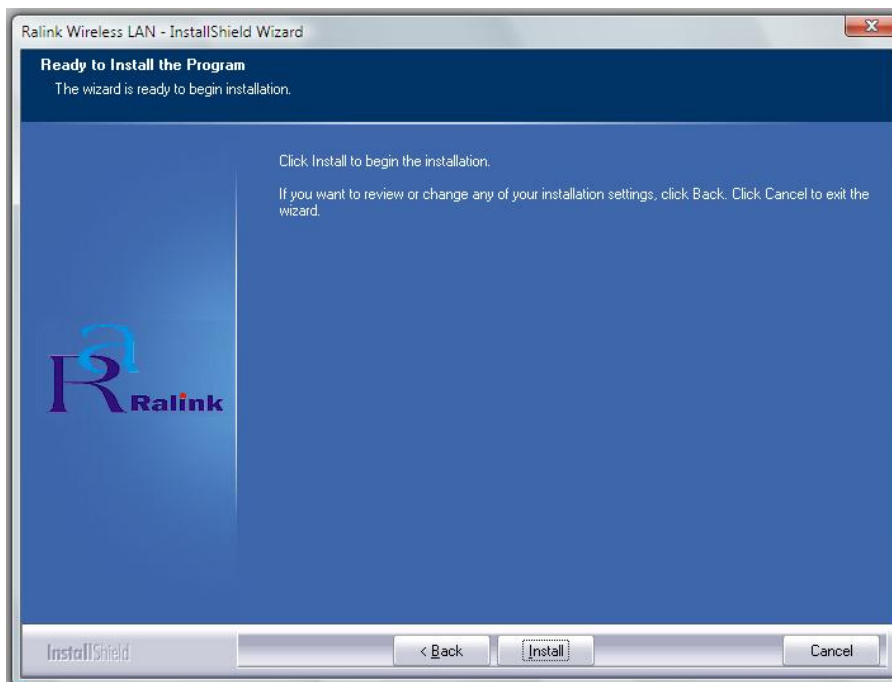 Ralink Wireless LAN - InstallShield Wizard
Ready to Install the Program
The wizard is ready to begin installation.
Click Install to begin the installation.
If you want to review or change any of your installation settings, click Back. Click Cancel to exit the
wizard.
Ra
Ralink
InstallShield
< Back
Install
Cancel